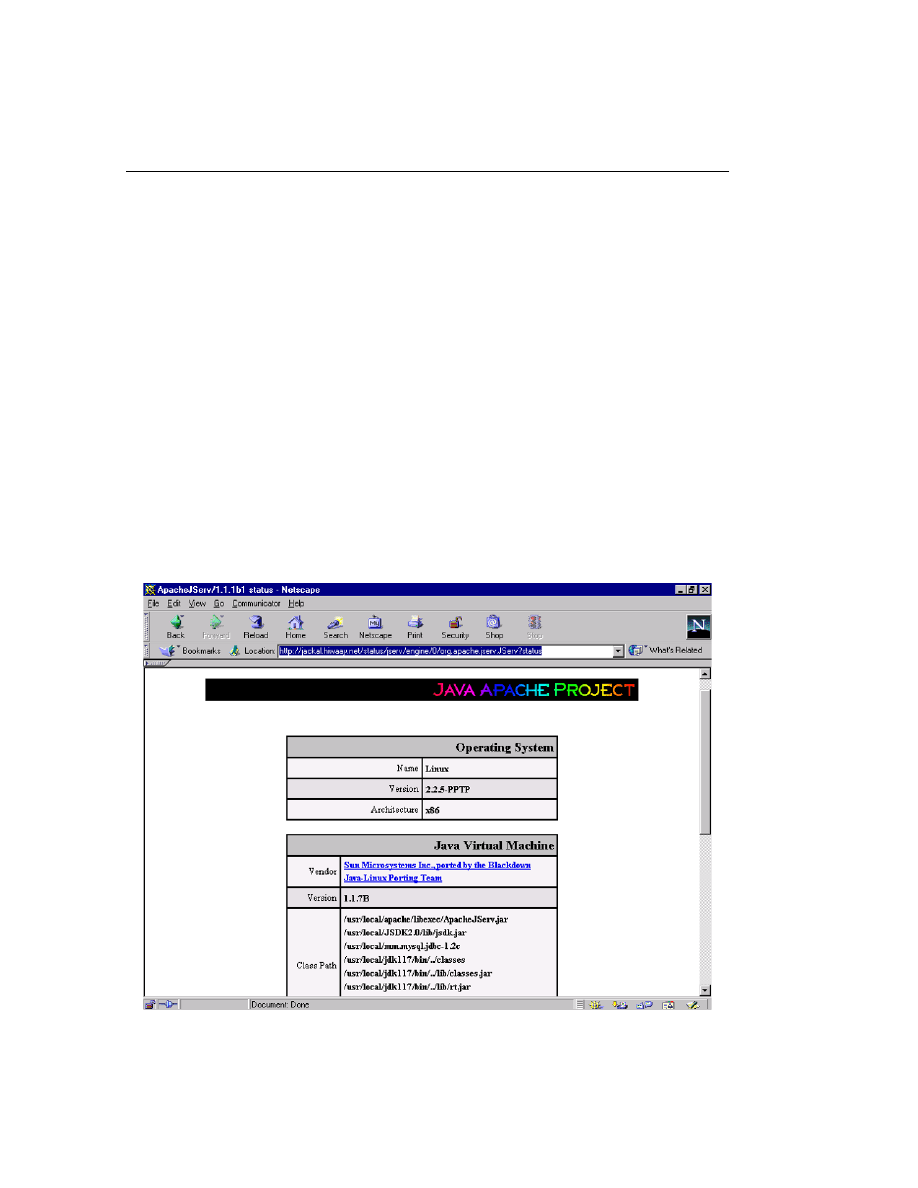 ApacheJServ/1.1.1b1 status - Netscape
File Edit View Go Communicator Help
Back Forward Reload Home Search Netscape Print Security Shop Stop
Bookmarks Location: http://jackal.hiwaay.net/status/jserv/engine/0/org.apache.jserv.JServ?status What's Related
JAVA APACHE PROJECT
Operating System
Name Linux
Version 2.2.5-PPTP
Architecture x86
Java Virtual Machine
Vendor Sun Microsystems Inc., ported by the Blackdown
Java-Linux Porting Team
Version 1.1.7B
Class Path /usr/local/apache/libexec/ApacheJServ.jar
/usr/local/JSDK2.0/lib/jsdk.jar
/usr/local/mm.mysql.jdbc-1.2c
/usr/local/jdk117/bin/../classes
/usr/local/jdk117/bin/../lib/classes.jar
/usr/local/jdk117/bin/../lib/rt.jar
Document: Done